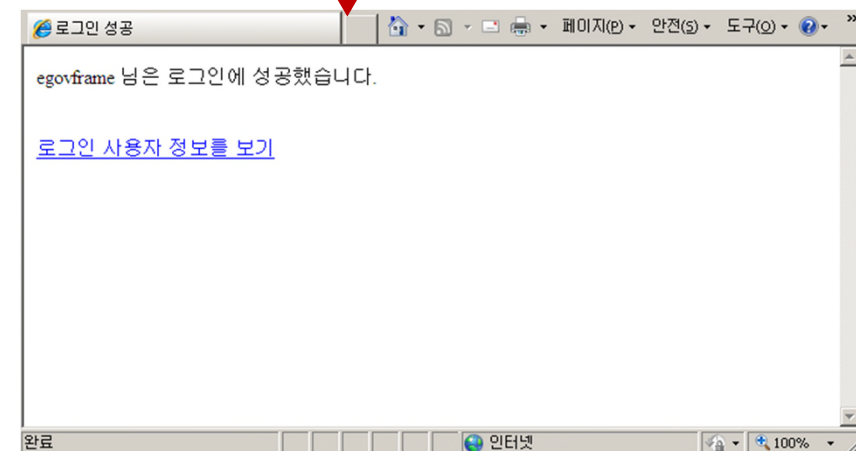 로그인 성공
페이지(P) 안전(S) 도구(O) »
egovframe 님은 로그인에 성공했습니다.
로그인 사용자 정보를 보기
완료 인터넷 100%